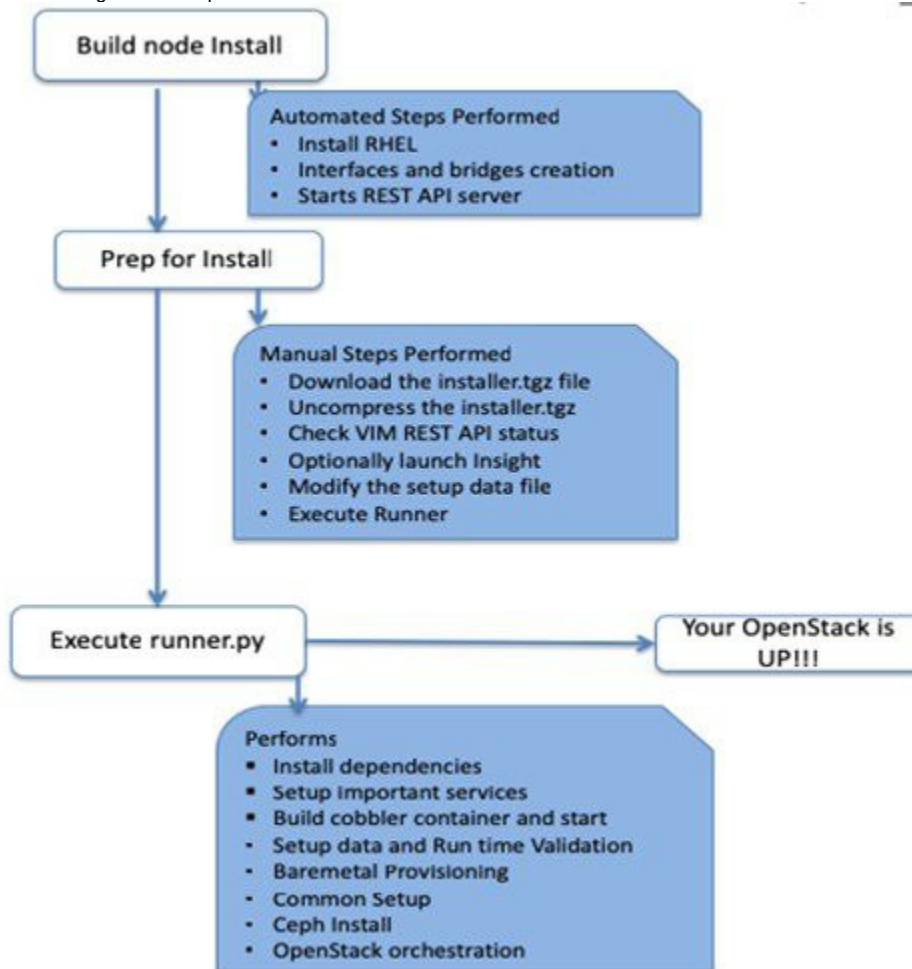 Build node Install
Automated Steps Performed
• Install RHEL
• Interfaces and bridges creation
• Starts REST API server
Prep for Install
Manual Steps Performed
• Download the installer.tgz file
• Uncompress the installer.tgz
• Check VIM REST API status
• Optionally launch Insight
• Modify the setup data file
• Execute Runner
Execute runner.py
Your OpenStack is
UP!!!
Performs
▪ Install dependencies
▪ Setup important services
▪ Build cobbler container and start
- Setup data and Run time Validation
- Baremetal Provisioning
- Common Setup
- Ceph Install
• OpenStack orchestration